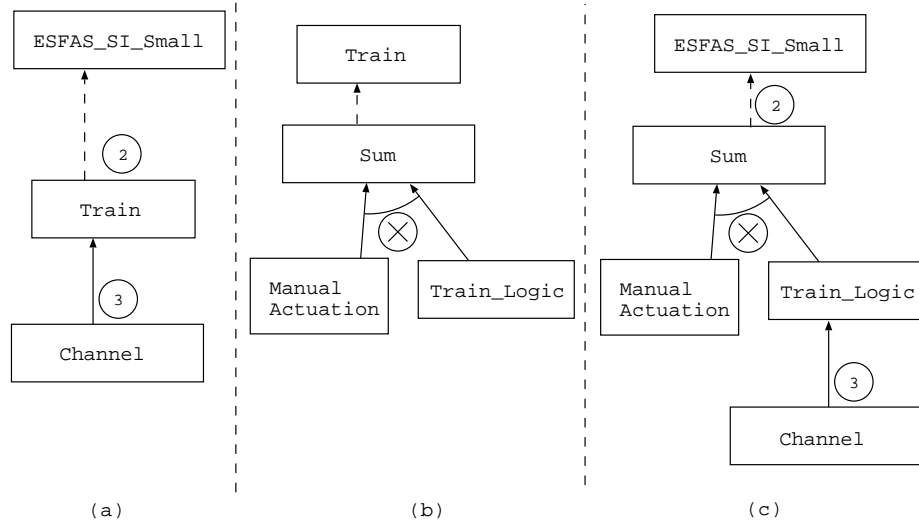 ESFAS_SI_Small
2
Train
3
Channel
(a)
Train
Sum
Manual
Actuation
Train_Logic
(b)
ESFAS_SI_Small
2
Sum
Manual
Actuation
Train_Logic
3
Channel
(c)